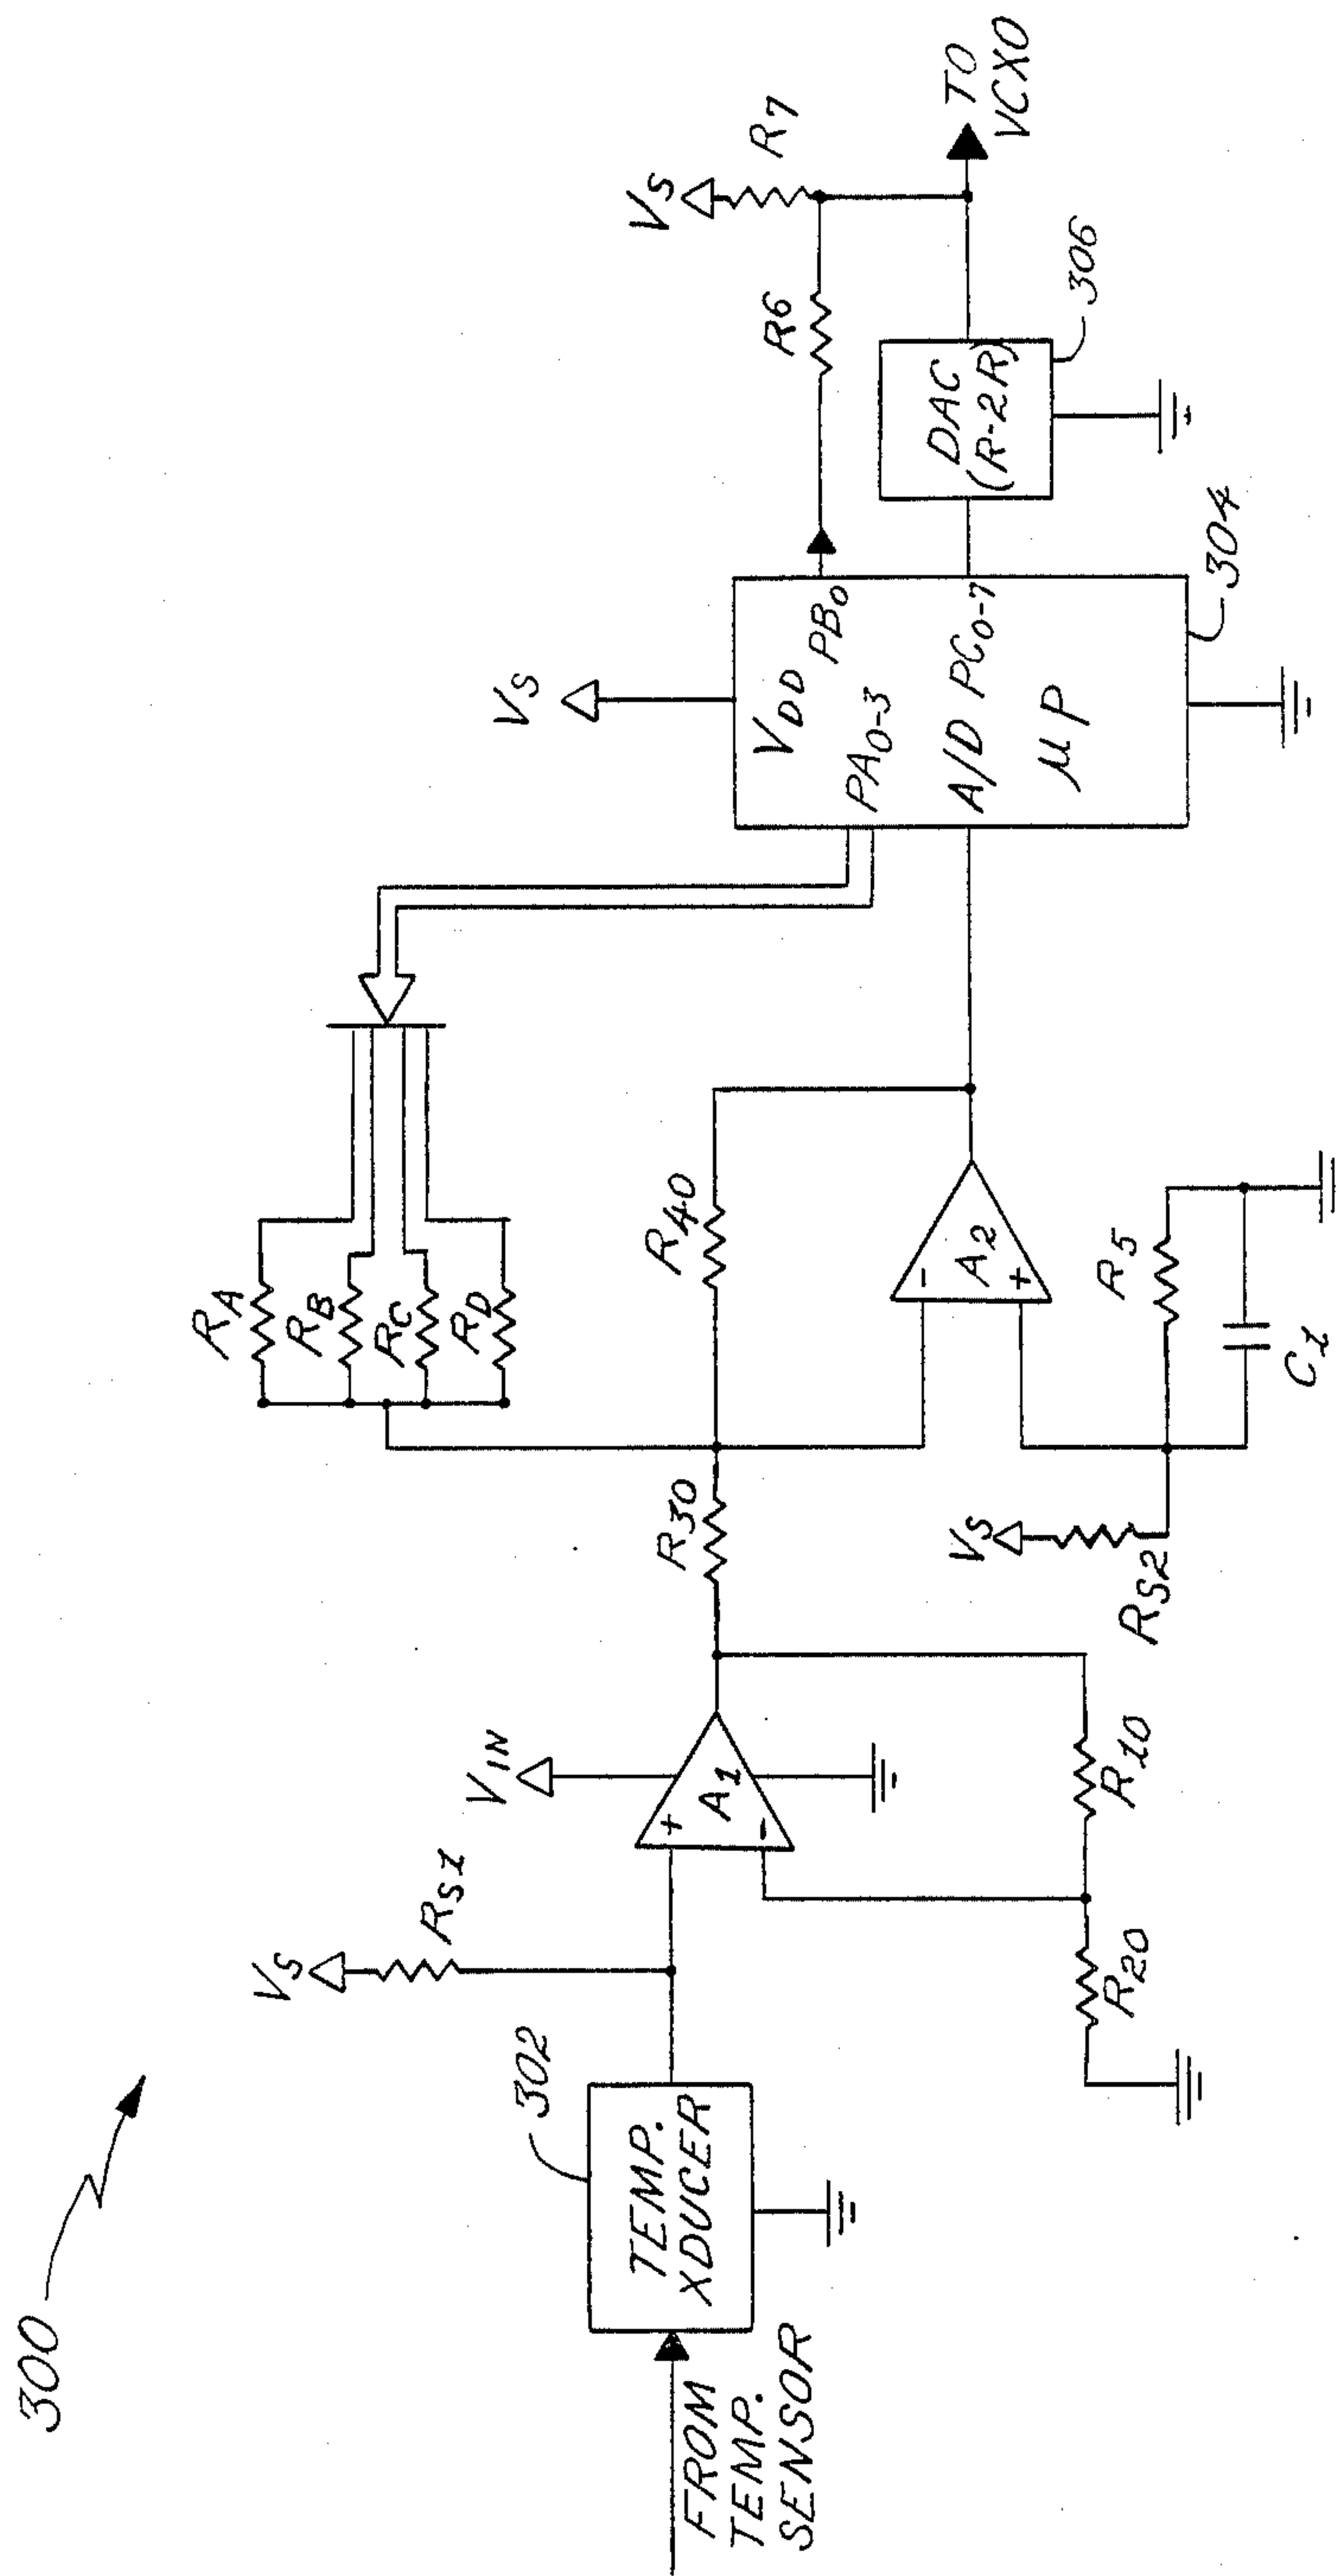 300
FROM
TEMP.
SENSOR
TEMP.
XDUCER
302
VS
RS1
VIN
+
A1
-
R20
R10
R30
VS
RS2
RA
RB
RC
RD
R40
-
A2
+
R5
C1
VS
VDD
PB0
PA0-3
A/D PC0-7
μP
304
R6
VS
R7
DAC
(R-2R)
306
TO
VCXO